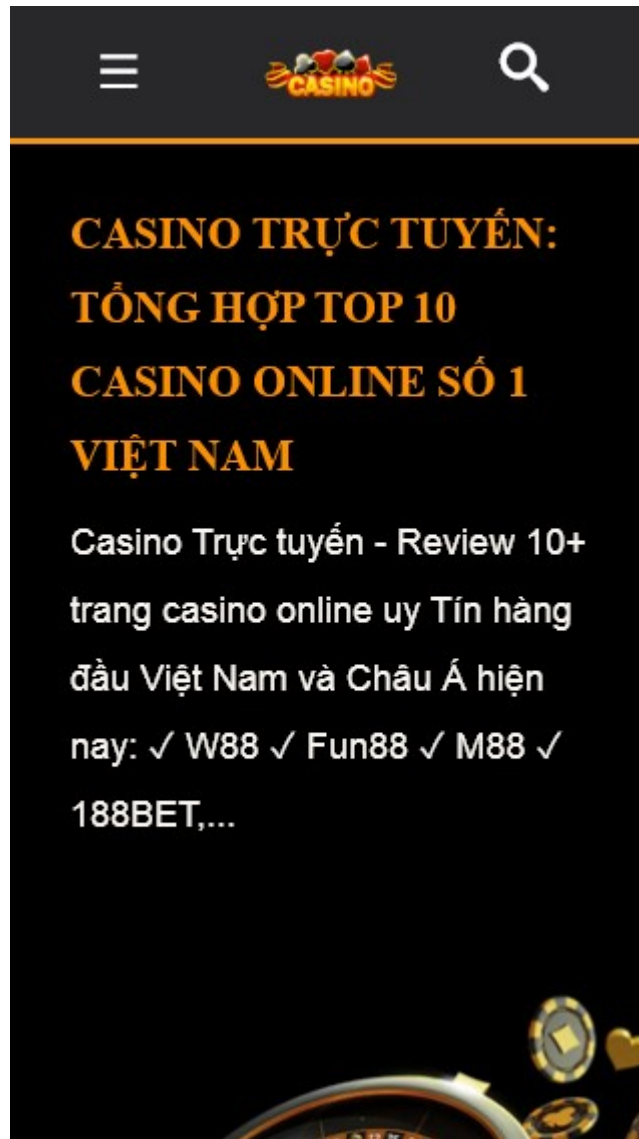 CASINO
CASINO TRỰC TUYẾN:
TỔNG HỢP TOP 10
CASINO ONLINE SỐ 1
VIỆT NAM
Casino Trực tuyến - Review 10+
trang casino online uy Tín hàng
đầu Việt Nam và Châu Á hiện
nay: ✓ W88 ✓ Fun88 ✓ M88 ✓
188BET,...